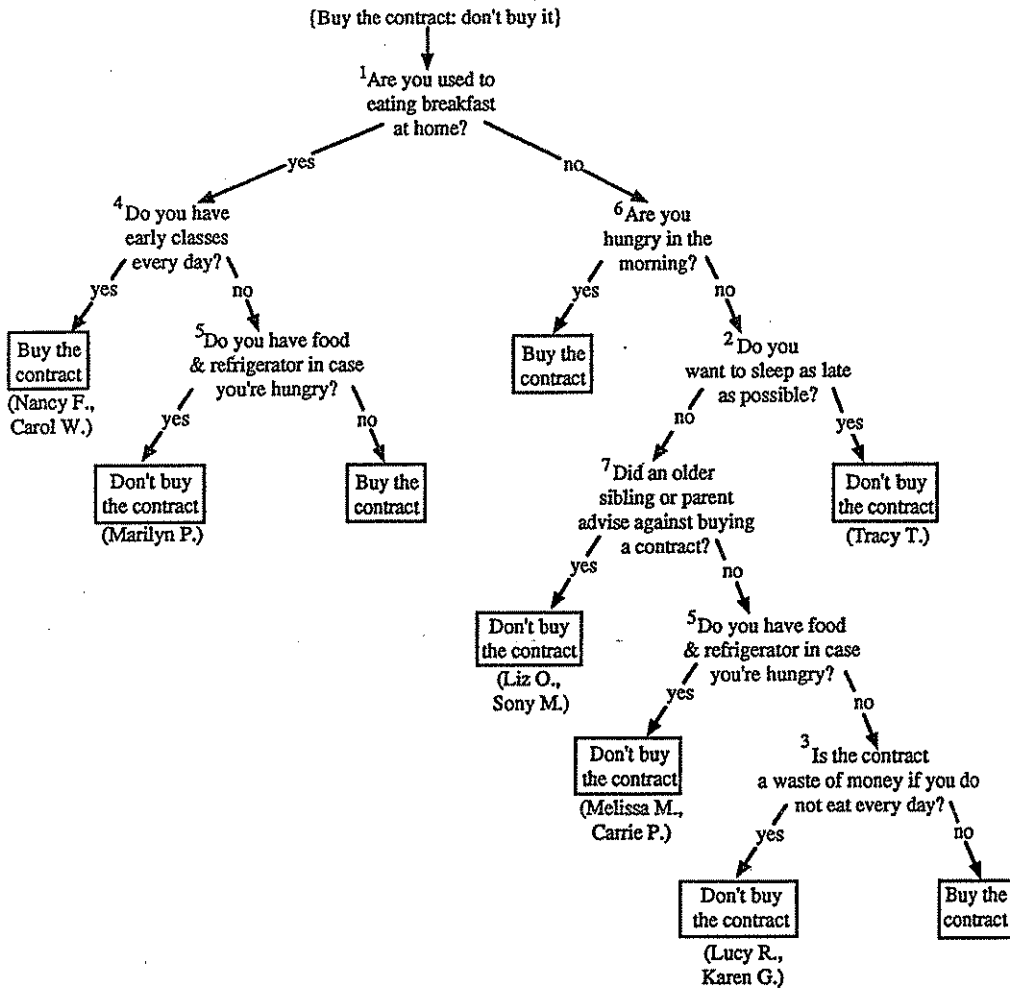 {Buy the contract: don't buy it}
1Are you used to
eating breakfast
at home?
yes
no
4Do you have
early classes
every day?
6Are you
hungry in the
morning?
yes
no
yes
no
Buy the
contract
(Nancy F.,
Carol W.)
5Do you have food
& refrigerator in case
you're hungry?
Buy the
contract
2Do you
want to sleep as late
as possible?
yes
no
no
yes
Don't buy
the contract
(Marilyn P.)
Buy the
contract
7Did an older
sibling or parent
advise against buying
a contract?
Don't buy
the contract
(Tracy T.)
yes
no
Don't buy
the contract
(Liz O.,
Sony M.)
5Do you have food
& refrigerator in case
you're hungry?
yes
no
Don't buy
the contract
(Melissa M.,
Carrie P.)
3Is the contract
a waste of money if you do
not eat every day?
yes
no
Don't buy
the contract
(Lucy R.,
Karen G.)
Buy the
contract